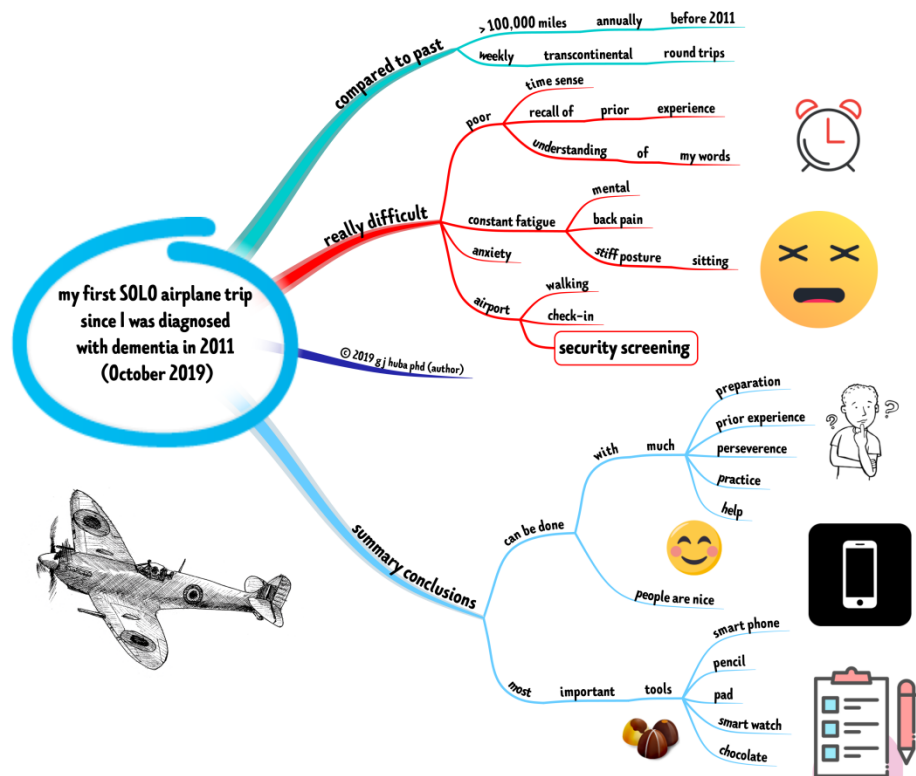 my first SOLO airplane trip
since I was diagnosed
with dementia in 2011
(October 2019)
compared to past
> 100,000 miles annually before 2011
weekly transcontinental round trips
really difficult
poor
time sense
recall of prior experience
understanding of my words
constant fatigue
mental
back pain
stiff posture sitting
anxiety
airport
walking
check-in
security screening
© 2019 g j huba phd (author)
summary conclusions
can be done
with much
preparation
prior experience
perseverence
practice
help
people are nice
most important tools
smart phone
pencil
pad
smart watch
chocolate
? ?